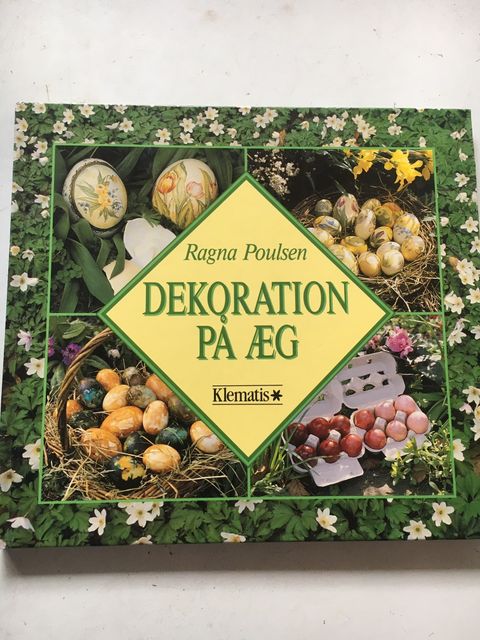 Ragna Poulsen
DEKORATION
PÅ ÆG
Klematis